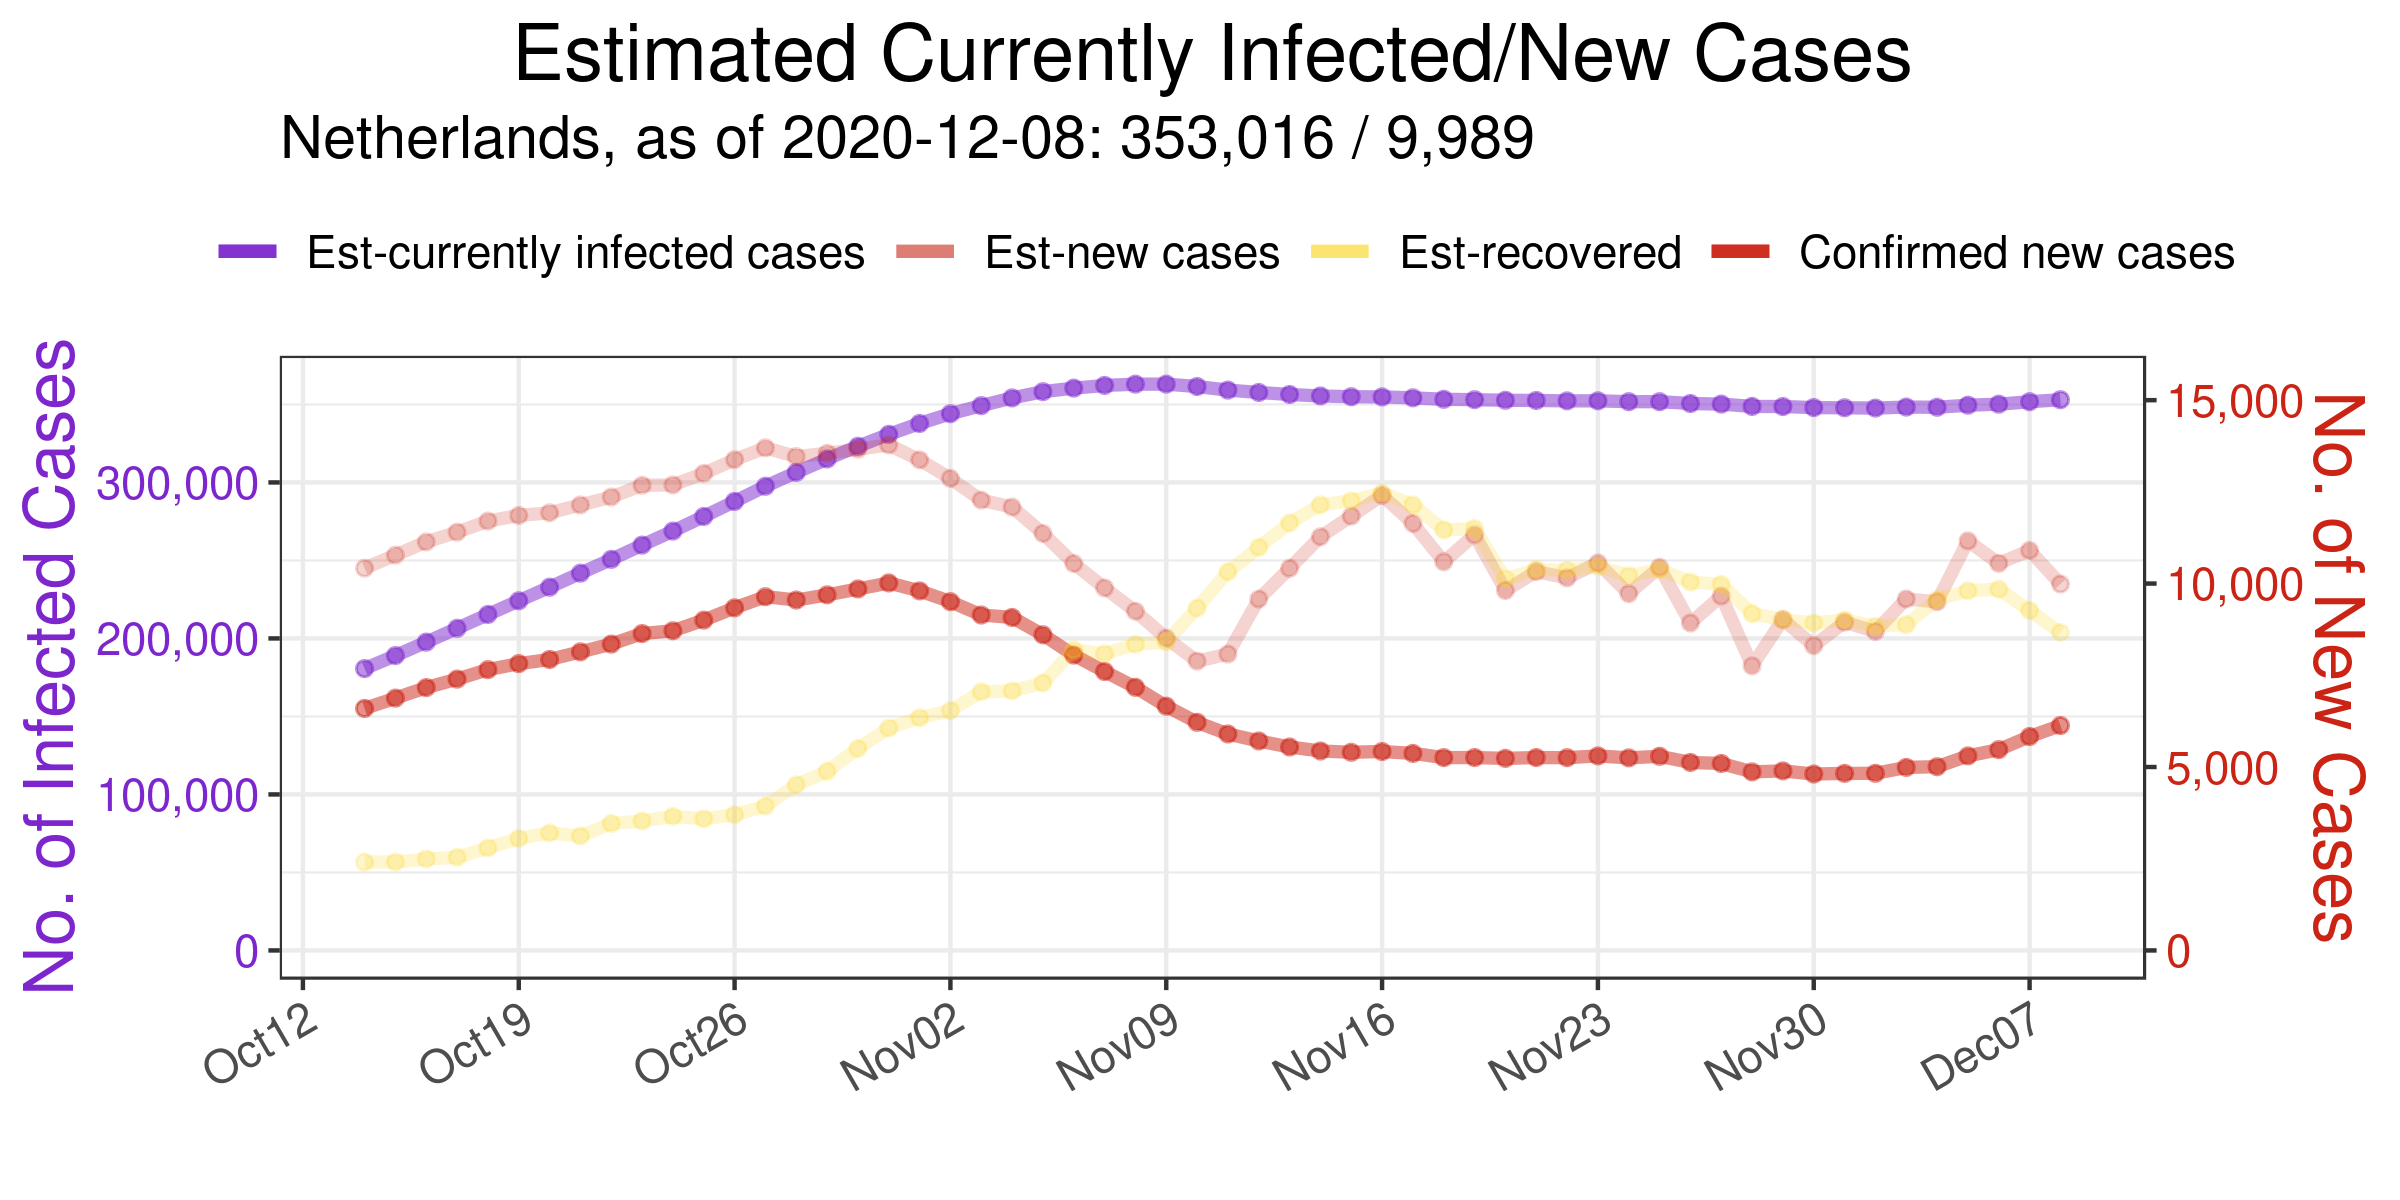 Estimated Currently Infected/New Cases
Netherlands, as of 2020-12-08: 353,016 / 9,989
Est-currently infected cases Est-new cases Est-recovered Confirmed new cases
No. of Infected Cases
300,000
200,000
100,000
0
15,000
10,000
5,000
0
No. of New Cases
Oct12 Oct19 Oct26 Nov02 Nov09 Nov16 Nov23 Nov30 Dec07